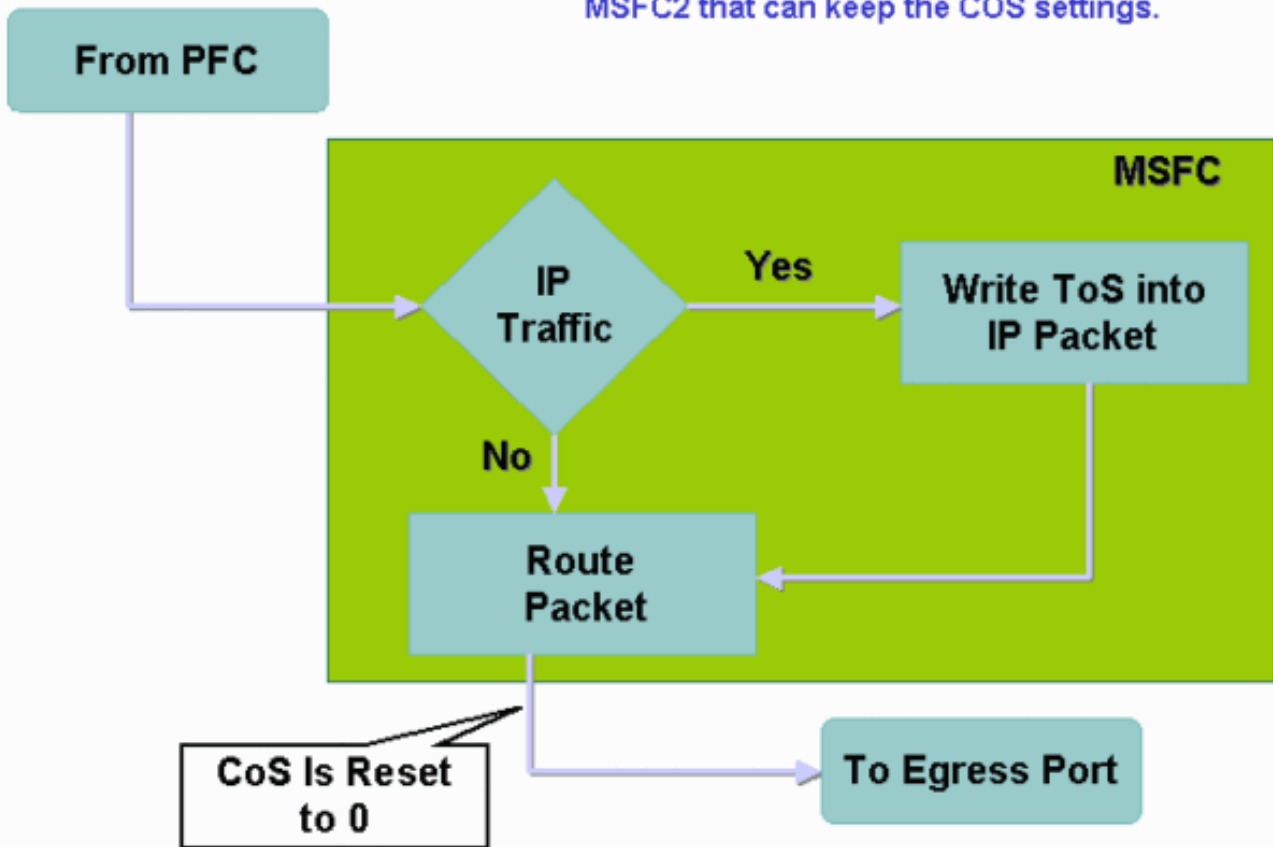 MSFC2 that can keep the COS settings.
From PFC
MSFC
IP
Traffic
Yes
Write ToS into
IP Packet
No
Route
Packet
CoS Is Reset
to 0
To Egress Port